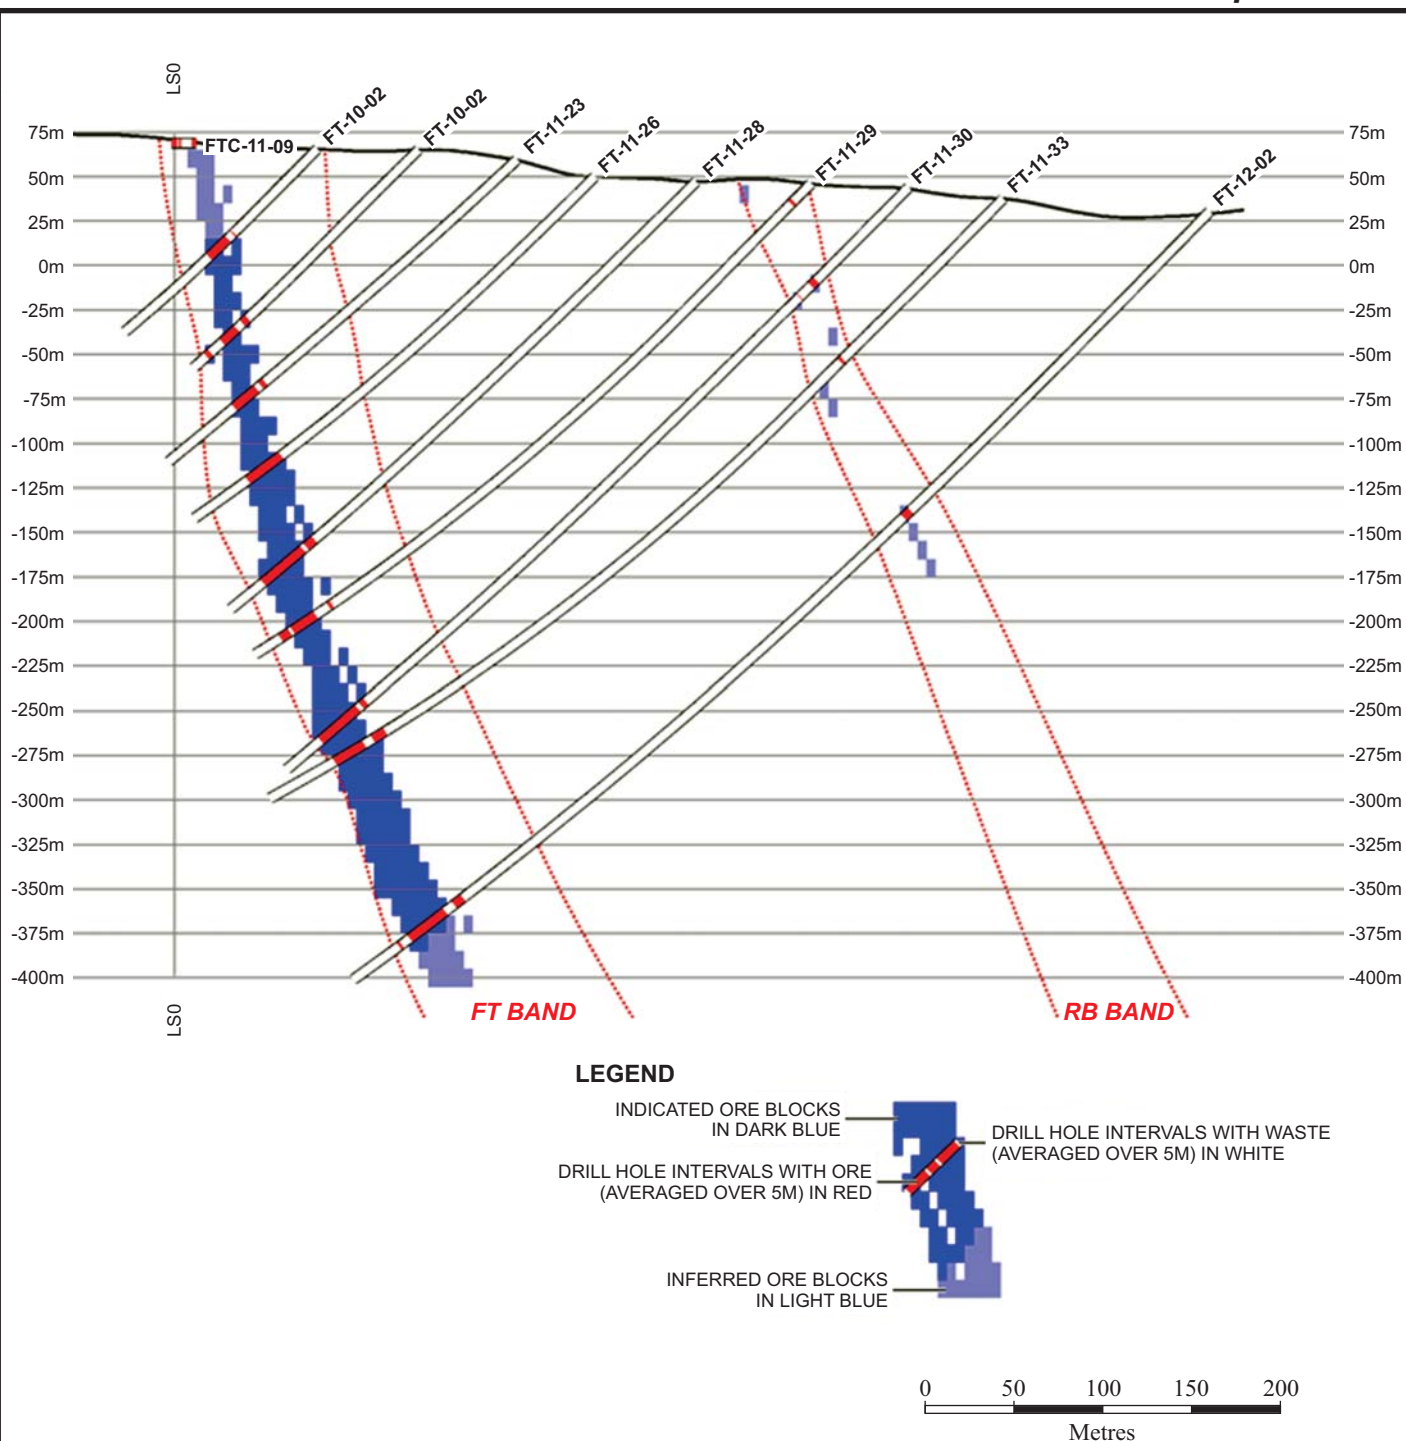 LS0
FTC-11-09
FT-10-02
FT-10-02
FT-11-23
FT-11-26
FT-11-28
FT-11-29
FT-11-30
FT-11-33
FT-12-02
75m
75m
50m
50m
25m
25m
0m
0m
-25m
-25m
-50m
-50m
-75m
-75m
-100m
-100m
-125m
-125m
-150m
-150m
-175m
-175m
-200m
-200m
-225m
-225m
-250m
-250m
-275m
-275m
-300m
-300m
-325m
-325m
-350m
-350m
-375m
-375m
-400m
-400m
LS0
FT BAND
RB BAND
LEGEND
INDICATED ORE BLOCKS
IN DARK BLUE
DRILL HOLE INTERVALS WITH WASTE
(AVERAGED OVER 5M) IN WHITE
DRILL HOLE INTERVALS WITH ORE
(AVERAGED OVER 5M) IN RED
INFERRED ORE BLOCKS
IN LIGHT BLUE
0 50 100 150 200
Metres